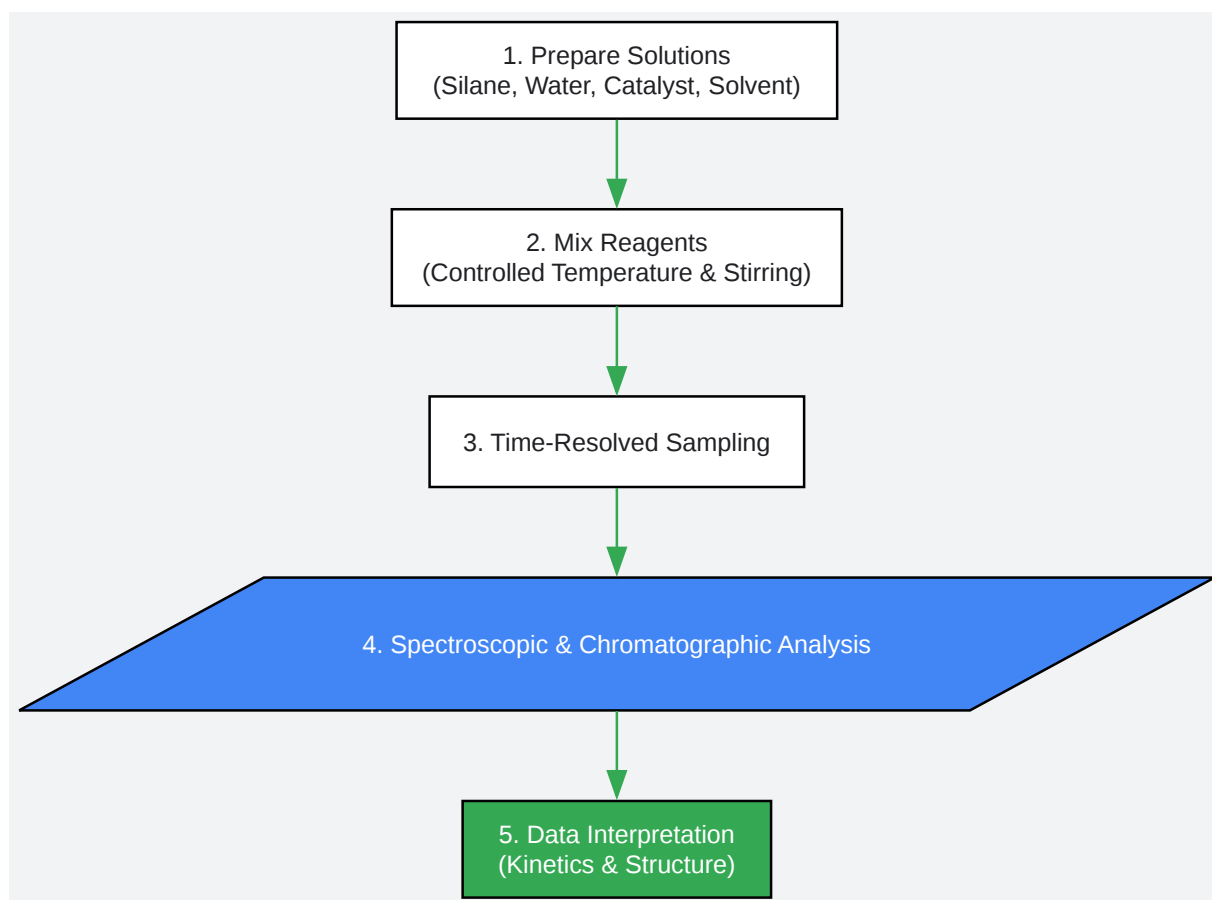 1. Prepare Solutions
(Silane, Water, Catalyst, Solvent)
2. Mix Reagents
(Controlled Temperature & Stirring)
3. Time-Resolved Sampling
4. Spectroscopic & Chromatographic Analysis
5. Data Interpretation
(Kinetics & Structure)